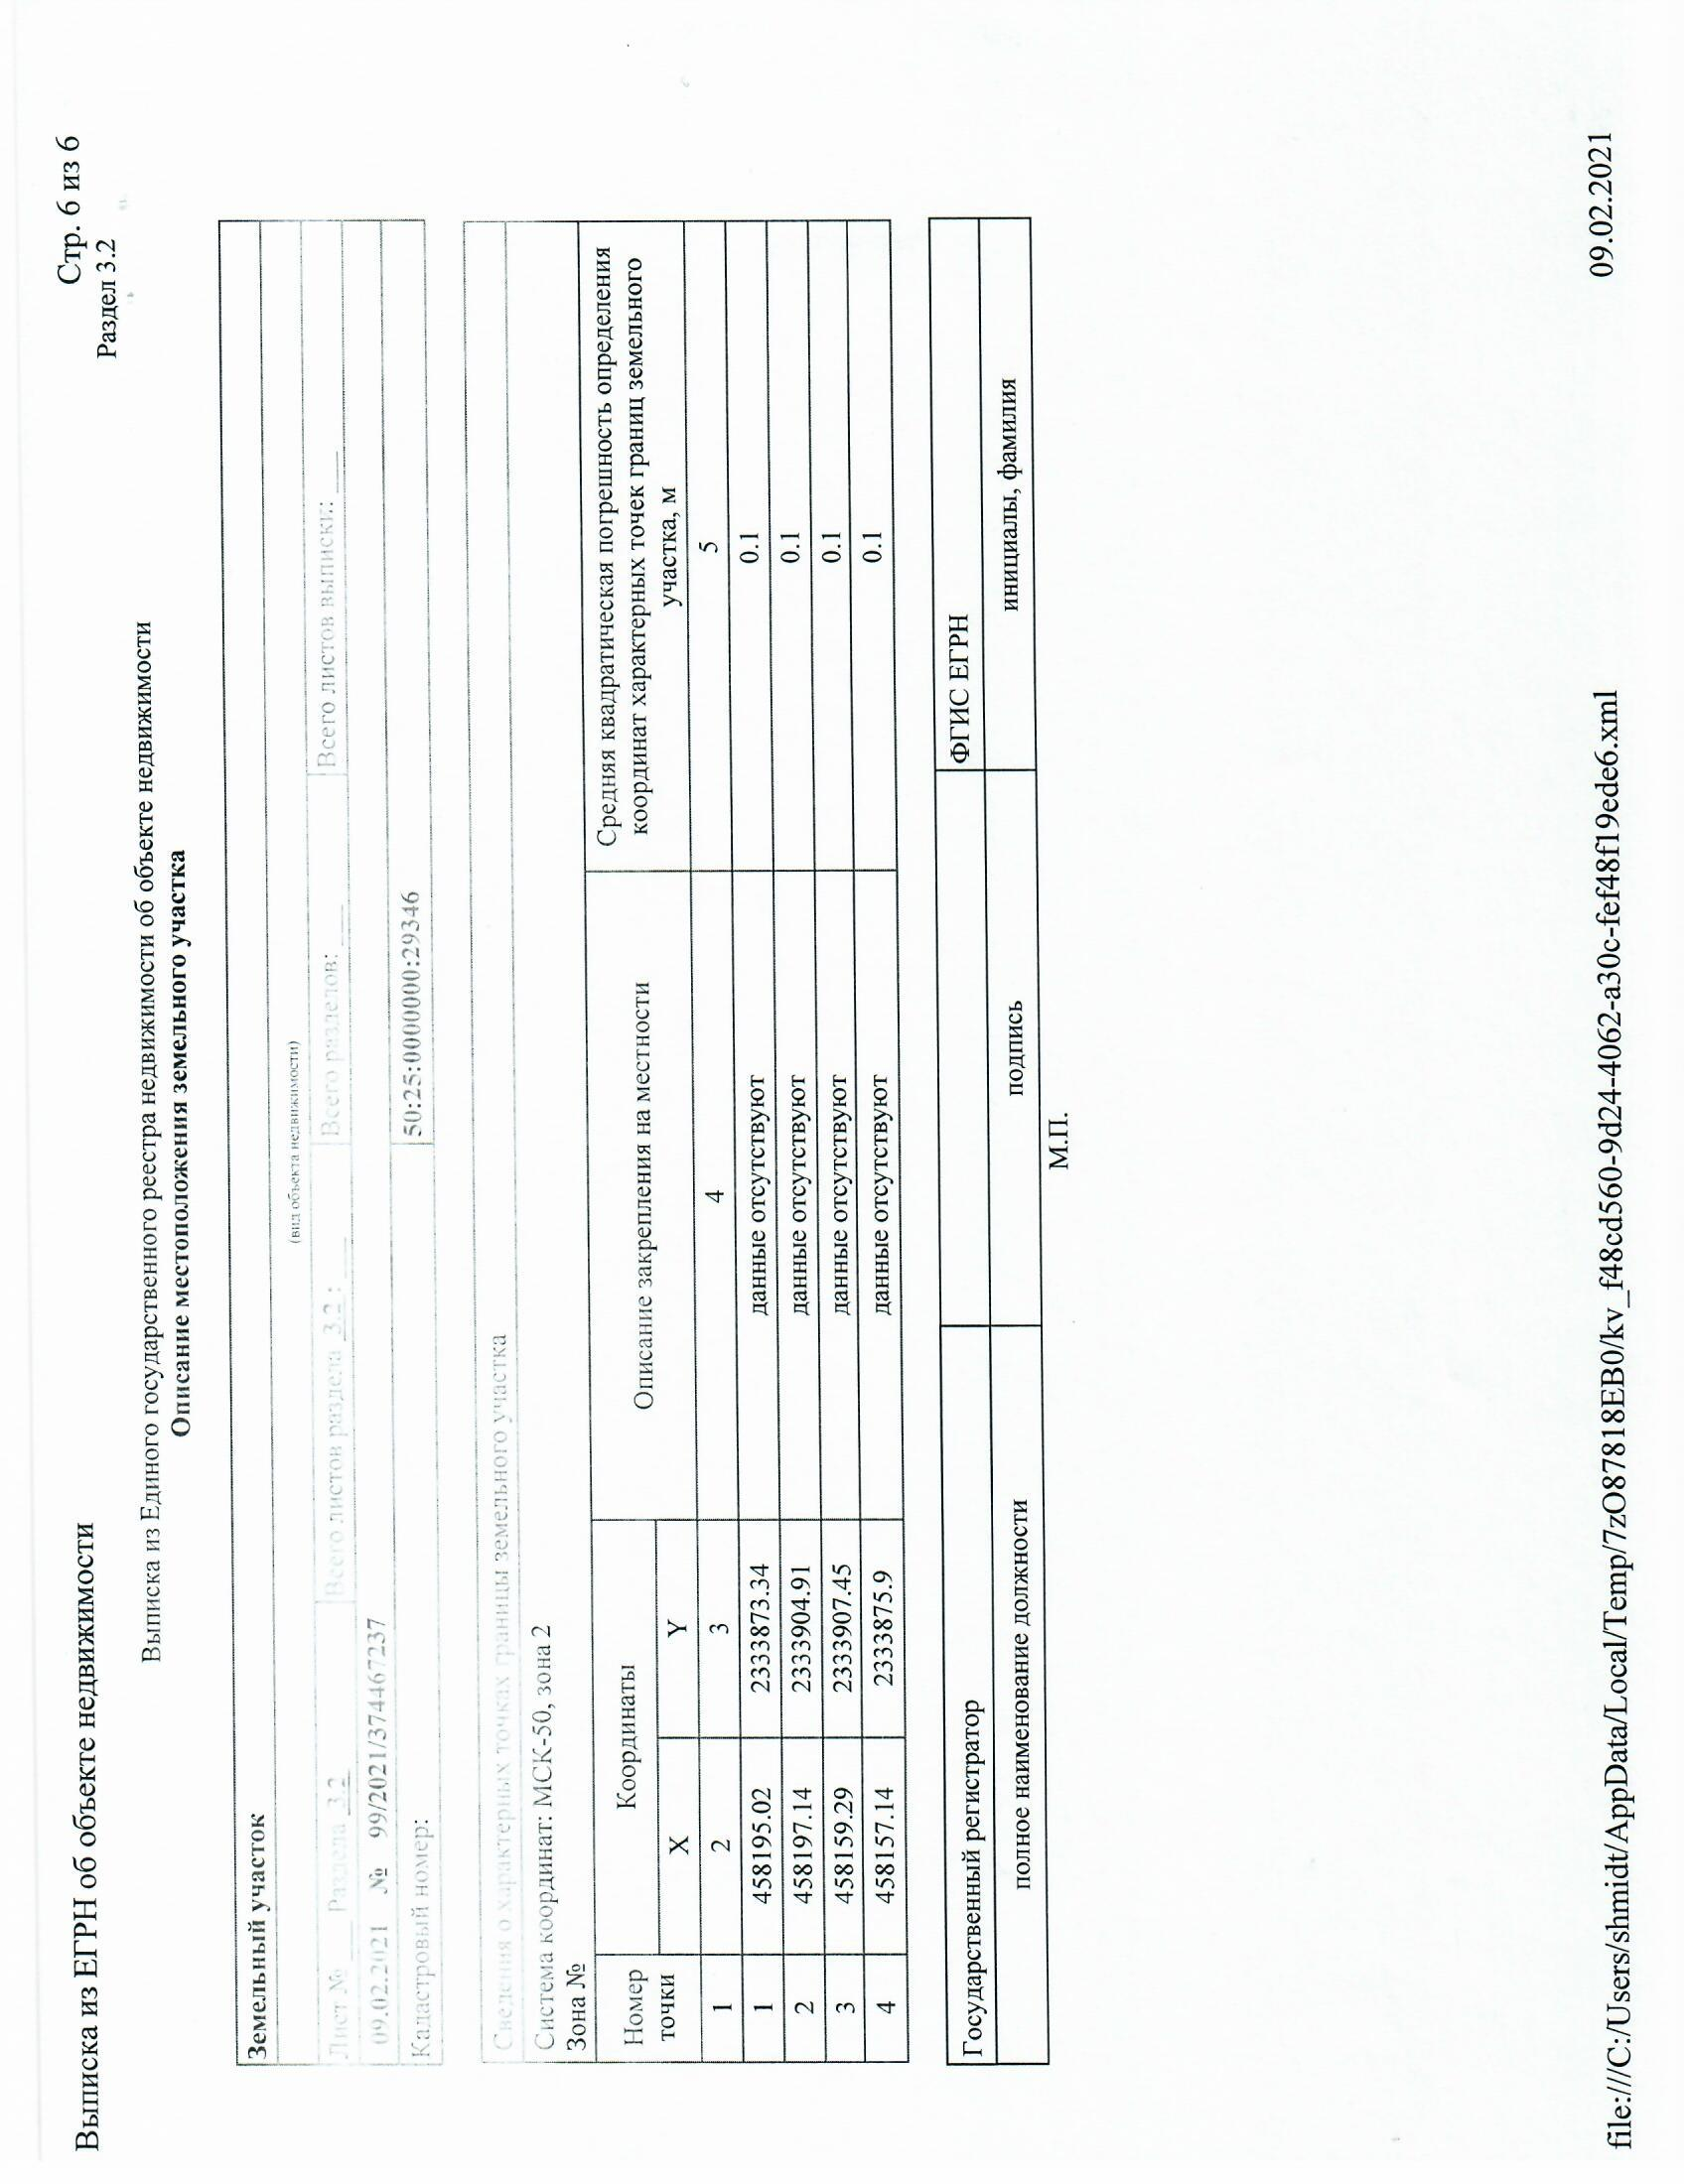 Выписка из ЕГРН об объекте недвижимости
Стр. 6 из 6
Раздел 3.2
Выписка из Единого государственного реестра недвижимости об объекте недвижимости
Описание местоположения земельного участка
Земельный участок
(вид объекта недвижимости)
Лист № ___ Раздела 3.2 Всего листов раздела 3.2 : ___ Всего разделов: ___ Всего листов выписки: ___
09.02.2021 № 99/2021/374467237
Кадастровый номер: 50:25:0000000:29346
Сведения о характерных точках границы земельного участка
Система координат: МСК-50, зона 2
Зона №
Номер точки Координаты Описание закрепления на местности Средняя квадратическая погрешность определения координат характерных точек границ земельного участка, м
X Y
1 2 3 4 5
1 458195.02 2333873.34 данные отсутствуют 0.1
2 458197.14 2333904.91 данные отсутствуют 0.1
3 458159.29 2333907.45 данные отсутствуют 0.1
4 458157.14 2333875.9 данные отсутствуют 0.1
Государственный регистратор ФГИС ЕГРН
полное наименование должности подпись инициалы, фамилия
М.П.
file:///C:/Users/shmidt/AppData/Local/Temp/7zO87818EB0/kv_f48cd560-9d24-4062-a30c-fef48f19ede6.xml 09.02.2021